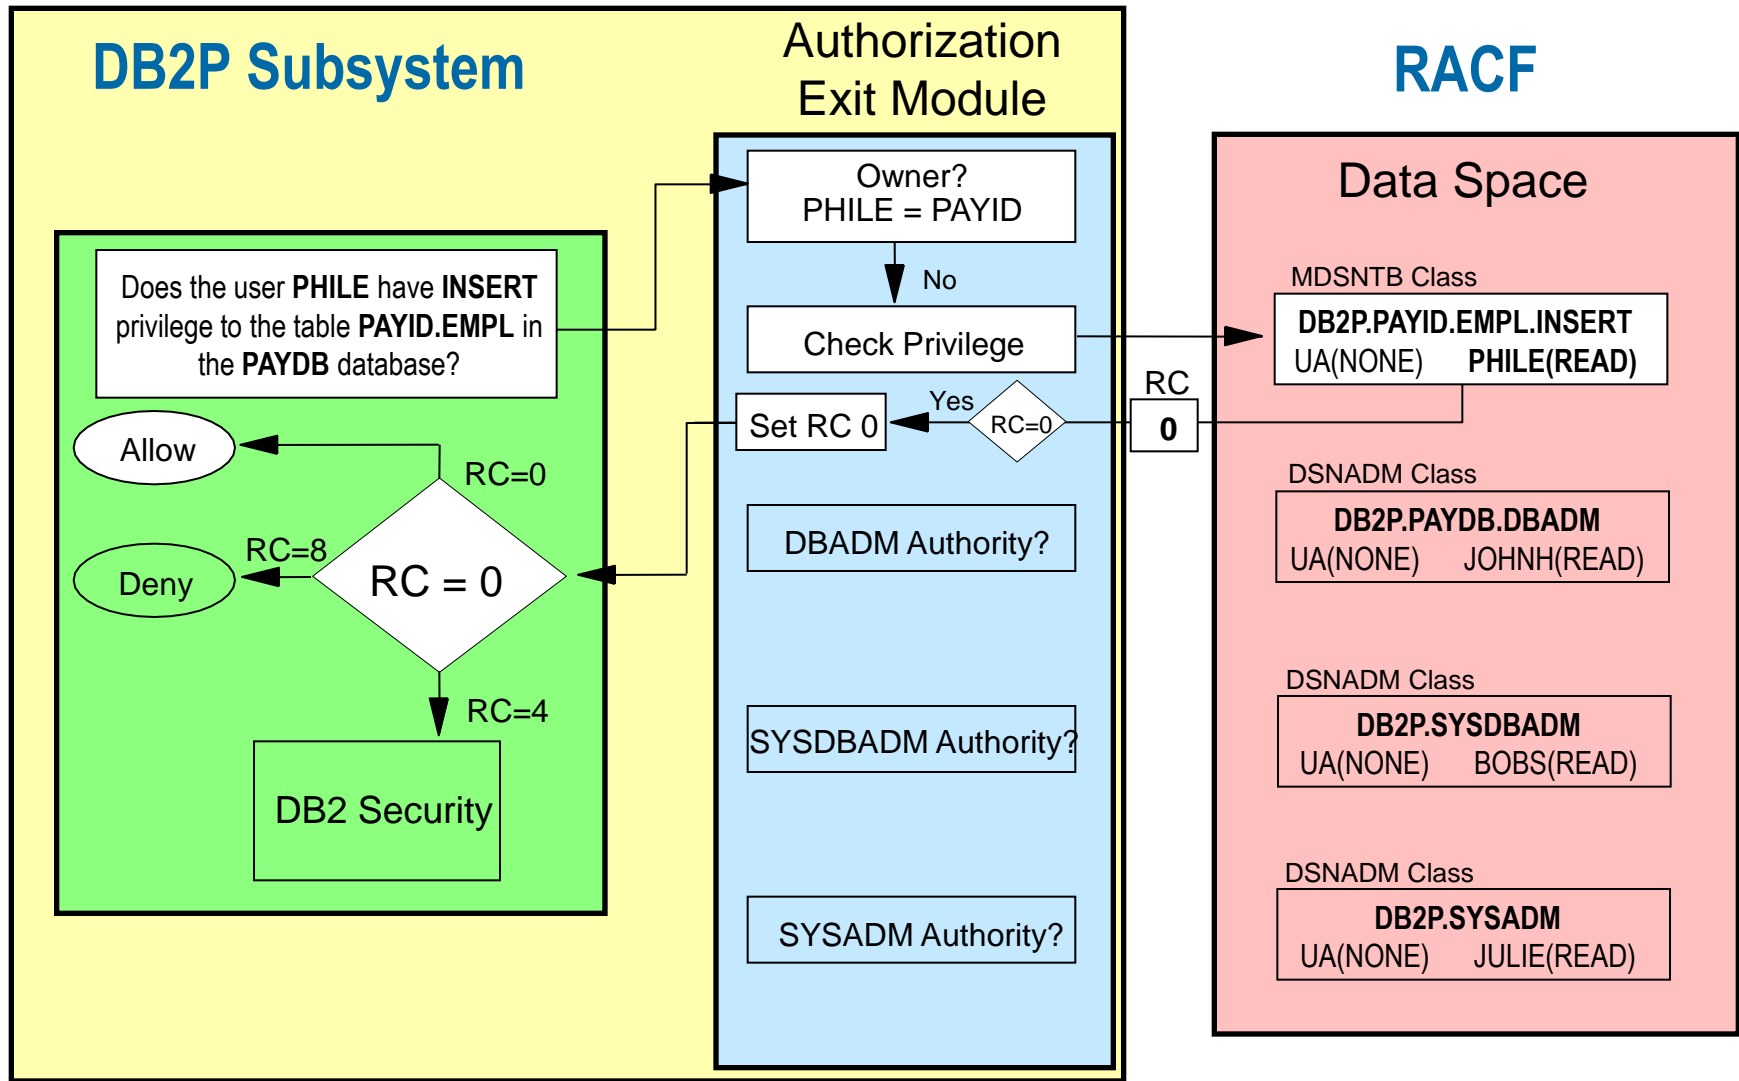 DB2P Subsystem
Authorization
Exit Module
RACF
Does the user PHILE have INSERT
privilege to the table PAYID.EMPL in
the PAYDB database?
Allow
RC=0
RC=8
Deny
RC = 0
RC=4
DB2 Security
Owner?
PHILE = PAYID
No
Check Privilege
Set RC 0
Yes
RC=0
RC
0
DBADM Authority?
SYSDBADM Authority?
SYSADM Authority?
Data Space
MDSNTB Class
DB2P.PAYID.EMPL.INSERT
UA(NONE) PHILE(READ)
DSNADM Class
DB2P.PAYDB.DBADM
UA(NONE) JOHNH(READ)
DSNADM Class
DB2P.SYSDBADM
UA(NONE) BOBS(READ)
DSNADM Class
DB2P.SYSADM
UA(NONE) JULIE(READ)